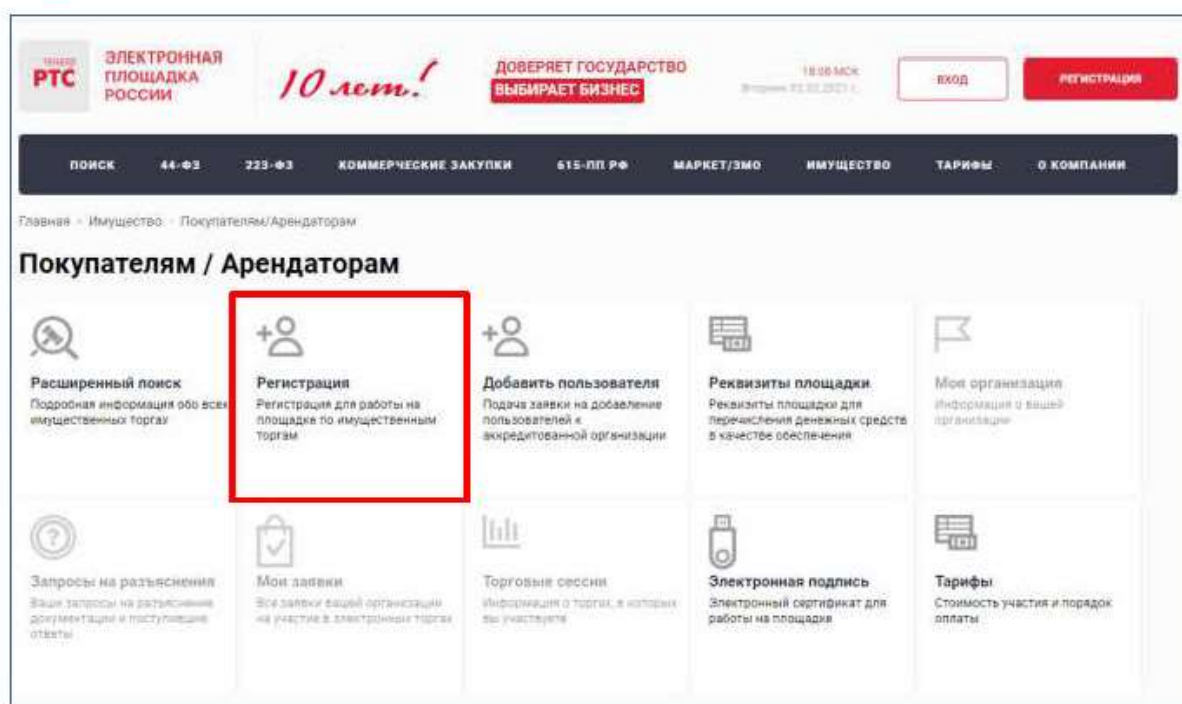 тендер
РТС
ЭЛЕКТРОННАЯ
ПЛОЩАДКА
РОССИИ
10 лет!
ДОВЕРЯЕТ ГОСУДАРСТВО
ВЫБИРАЕТ БИЗНЕС
18:08 МСК
Вторник
ВХОД
РЕГИСТРАЦИЯ
ПОИСК 44-ФЗ 223-ФЗ КОММЕРЧЕСКИЕ ЗАКУПКИ 615-ПП РФ МАРКЕТ/ЗМО ИМУЩЕСТВО ТАРИФЫ О КОМПАНИИ
Главная - Имущество - Покупателям/Арендаторам
Покупателям / Арендаторам
Расширенный поиск
Подробная информация обо всех
имущественных торгах
Регистрация
Регистрация для работы на
площадке по имущественным
торгам
Добавить пользователя
Подача заявки на добавление
пользователей к
аккредитованной организации
Реквизиты площадки
Реквизиты площадки для
перечисления денежных средств
в качестве обеспечения
Моя организация
Информация о вашей
организации
Запросы на разъяснения
Ваши запросы на разъяснение
документации и поступившие
ответы
Мои заявки
Все заявки вашей организации
на участие в электронных торгах
Торговые сессии
Информация о торгах, в которых
вы участвуете
Электронная подпись
Электронный сертификат для
работы на площадке
Тарифы
Стоимость участия и порядок
оплаты